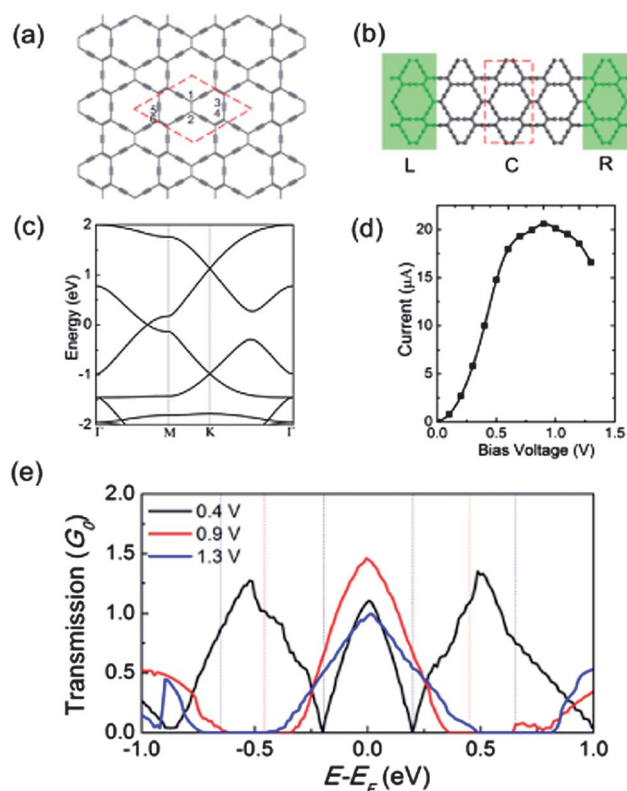 (a)
1
3
5
4
6
2
(b)
L
C
R
(c)
2
1
0
-1
-2
Energy (eV)
Γ
M
K
Γ
(d)
20
15
10
5
0
Current (μA)
0.0
0.5
1.0
1.5
Bias Voltage (V)
(e)
2.0
1.5
1.0
0.5
0.0
Transmission (G0)
0.4 V
0.9 V
1.3 V
-1.0
-0.5
0.0
0.5
1.0
E-EF (eV)